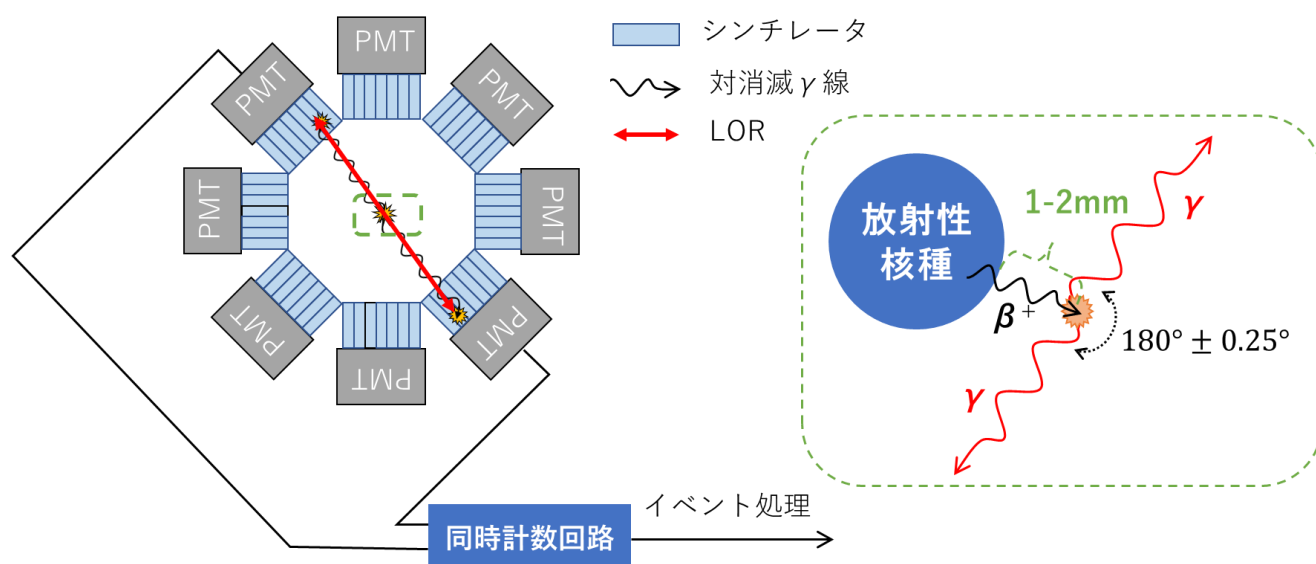 PMT
PMT
PMT
PMT
PMT
PMT
PMT
PMT
シンチレータ
対消滅γ線
LOR
放射性
核種
1-2mm
γ
β+
180° ± 0.25°
γ
イベント処理
同時計数回路